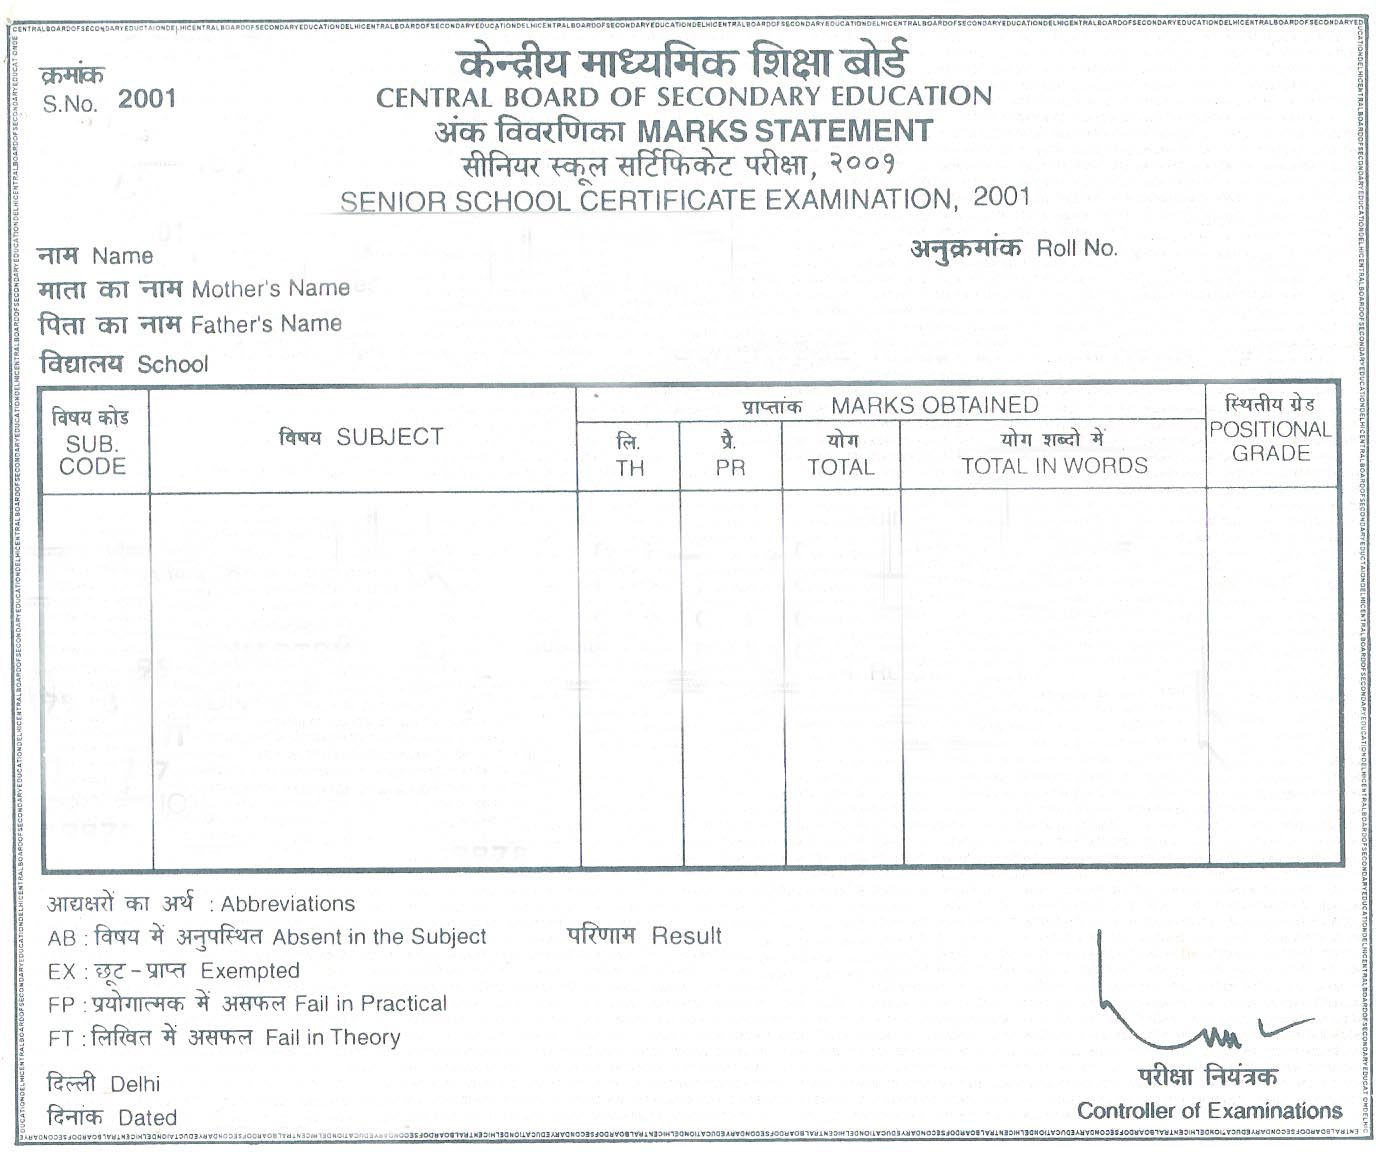 केन्द्रीय माध्यमिक शिक्षा बोर्ड
क्रमांक
S.No. 2001
CENTRAL BOARD OF SECONDARY EDUCATION
अंक विवरणिका MARKS STATEMENT
सीनियर स्कूल सर्टिफिकेट परीक्षा, २००१
SENIOR SCHOOL CERTIFICATE EXAMINATION, 2001
नाम Name
अनुक्रमांक Roll No.
माता का नाम Mother's Name
पिता का नाम Father's Name
विद्यालय School
विषय कोड
SUB.
CODE
विषय SUBJECT
प्राप्तांक MARKS OBTAINED
लि.
TH
प्रै.
PR
योग
TOTAL
योग शब्दो में
TOTAL IN WORDS
स्थितीय ग्रेड
POSITIONAL
GRADE
आद्यक्षरों का अर्थ : Abbreviations
AB : विषय में अनुपस्थित Absent in the Subject
परिणाम Result
EX : छूट - प्राप्त Exempted
FP : प्रयोगात्मक में असफल Fail in Practical
FT : लिखित में असफल Fail in Theory
दिल्ली Delhi
दिनांक Dated
परीक्षा नियंत्रक
Controller of Examinations